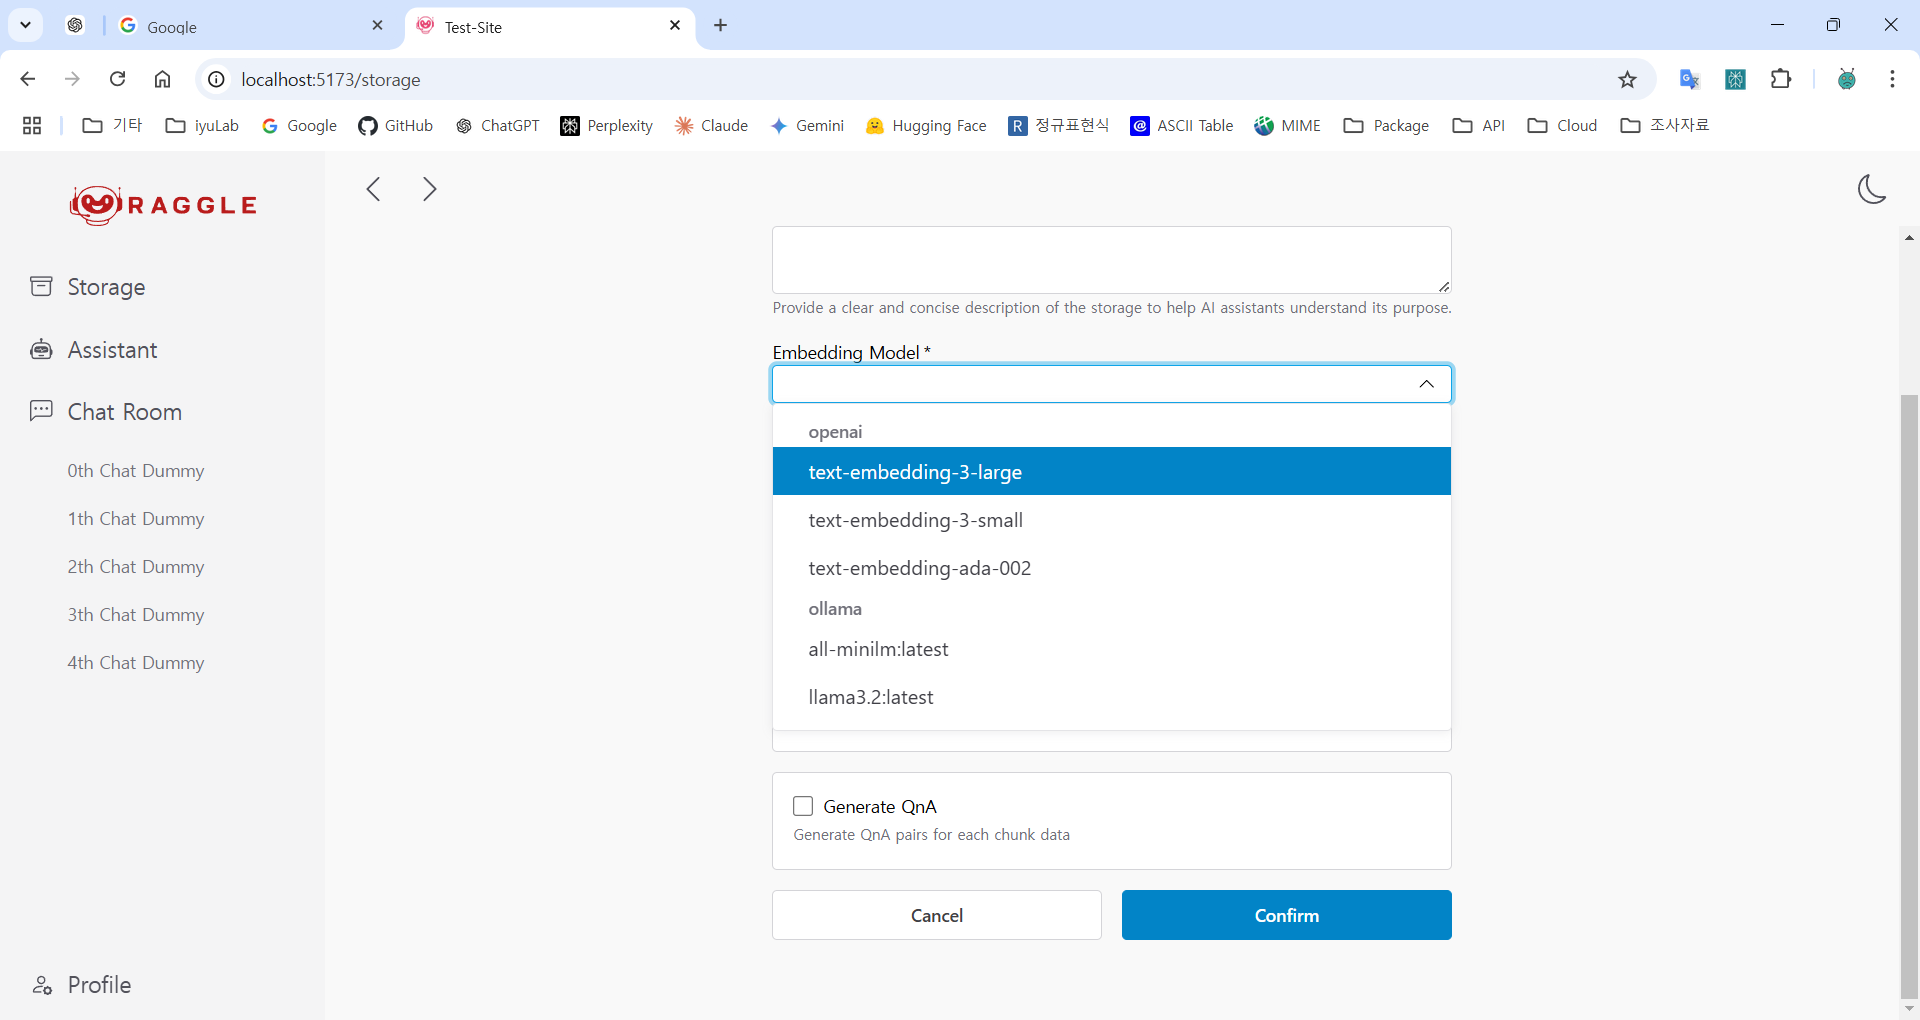 Google
Test-Site
localhost:5173/storage
기타
iyuLab
Google
GitHub
ChatGPT
Perplexity
Claude
Gemini
Hugging Face
R
정규표현식
@
ASCII Table
MIME
Package
API
Cloud
조사자료
RAGGLE
Storage
Assistant
Chat Room
0th Chat Dummy
1th Chat Dummy
2th Chat Dummy
3th Chat Dummy
4th Chat Dummy
Profile
Provide a clear and concise description of the storage to help AI assistants understand its purpose.
Embedding Model *
openai
text-embedding-3-large
text-embedding-3-small
text-embedding-ada-002
ollama
all-minilm:latest
llama3.2:latest
Generate QnA
Generate QnA pairs for each chunk data
Cancel
Confirm